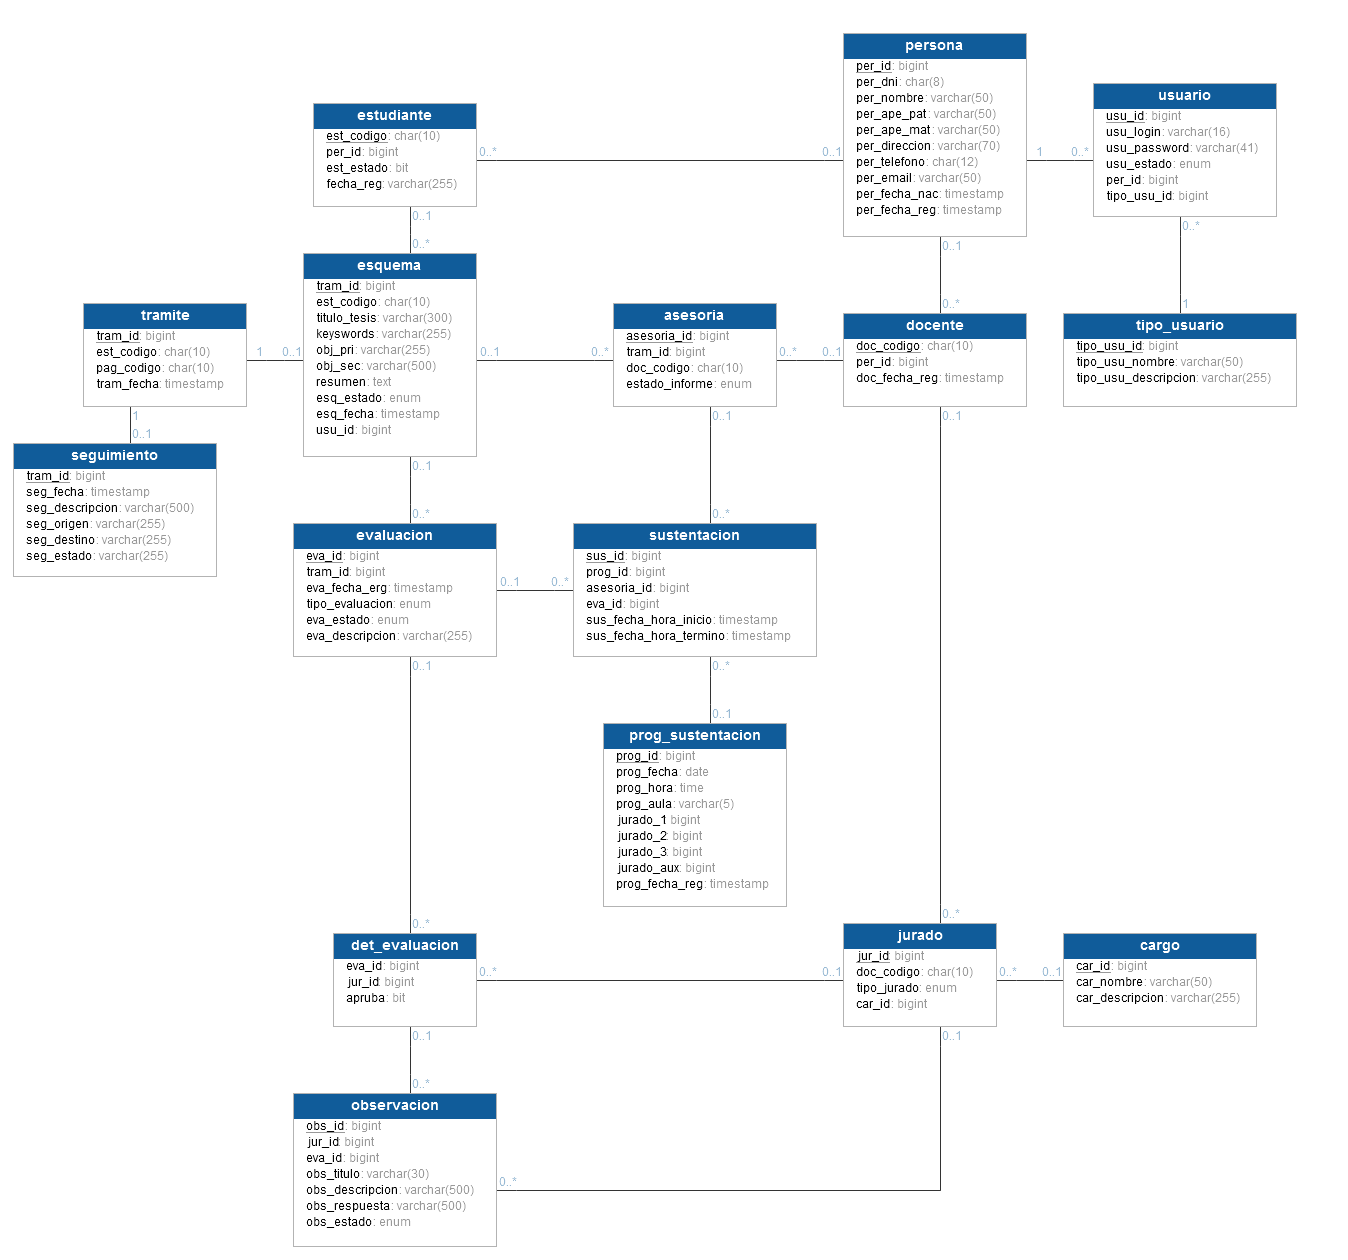 persona
per_id: bigint
per_dni: char(8)
per_nombre: varchar(50)
per_ape_pat: varchar(50)
per_ape_mat: varchar(50)
per_direccion: varchar(70)
per_telefono: char(12)
per_email: varchar(50)
per_fecha_nac: timestamp
per_fecha_reg: timestamp
usuario
usu_id: bigint
usu_login: varchar(16)
usu_password: varchar(41)
usu_estado: enum
per_id: bigint
tipo_usu_id: bigint
estudiante
est_codigo: char(10)
per_id: bigint
est_estado: bit
fecha_reg: varchar(255)
0..* 0..1
1 0..*
0..1
0..*
0..1
0..*
0..*
1
esquema
tram_id: bigint
est_codigo: char(10)
titulo_tesis: varchar(300)
keyswords: varchar(255)
obj_pri: varchar(255)
obj_sec: varchar(500)
resumen: text
esq_estado: enum
esq_fecha: timestamp
usu_id: bigint
tramite
tram_id: bigint
est_codigo: char(10)
pag_codigo: char(10)
tram_fecha: timestamp
1 0..1
asesoria
asesoria_id: bigint
tram_id: bigint
doc_codigo: char(10)
estado_informe: enum
0..1 0..*
docente
doc_codigo: char(10)
per_id: bigint
doc_fecha_reg: timestamp
0..* 0..1
tipo_usuario
tipo_usu_id: bigint
tipo_usu_nombre: varchar(50)
tipo_usu_descripcion: varchar(255)
1
0..1
seguimiento
tram_id: bigint
seg_fecha: timestamp
seg_descripcion: varchar(500)
seg_origen: varchar(255)
seg_destino: varchar(255)
seg_estado: varchar(255)
0..1
0..*
0..1
0..*
0..1
0..*
evaluacion
eva_id: bigint
tram_id: bigint
eva_fecha_erg: timestamp
tipo_evaluacion: enum
eva_estado: enum
eva_descripcion: varchar(255)
0..1 0..*
sustentacion
sus_id: bigint
prog_id: bigint
asesoria_id: bigint
eva_id: bigint
sus_fecha_hora_inicio: timestamp
sus_fecha_hora_termino: timestamp
0..1
0..*
0..*
0..1
prog_sustentacion
prog_id: bigint
prog_fecha: date
prog_hora: time
prog_aula: varchar(5)
jurado_1: bigint
jurado_2: bigint
jurado_3: bigint
jurado_aux: bigint
prog_fecha_reg: timestamp
det_evaluacion
eva_id: bigint
jur_id: bigint
apruba: bit
0..* 0..1
jurado
jur_id: bigint
doc_codigo: char(10)
tipo_jurado: enum
car_id: bigint
0..* 0..1
cargo
car_id: bigint
car_nombre: varchar(50)
car_descripcion: varchar(255)
0..1
0..*
0..1
0..*
observacion
obs_id: bigint
jur_id: bigint
eva_id: bigint
obs_titulo: varchar(30)
obs_descripcion: varchar(500)
obs_respuesta: varchar(500)
obs_estado: enum